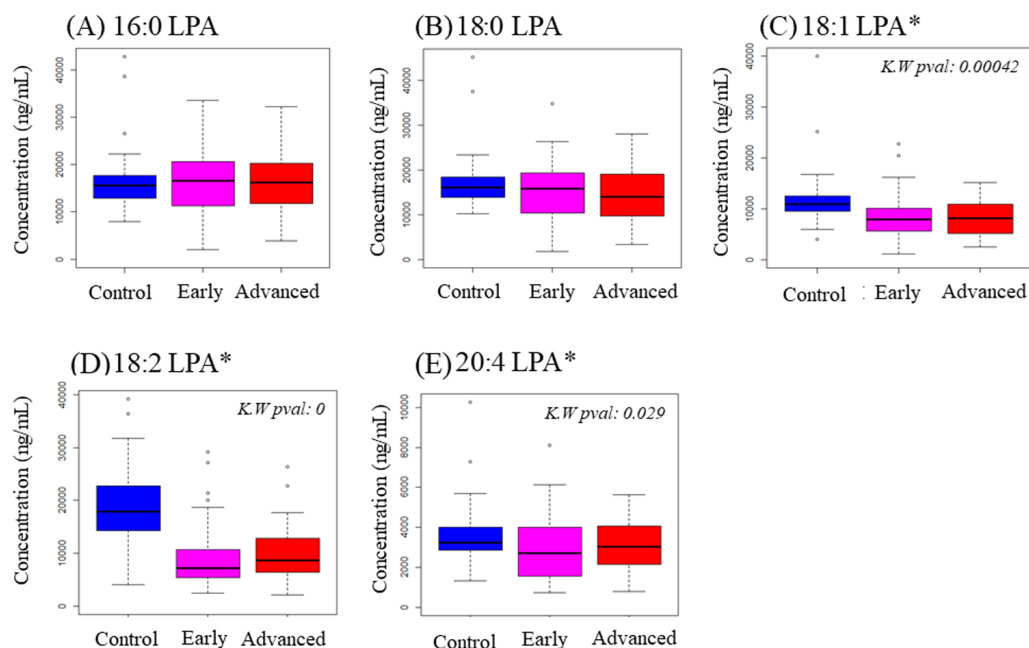 (A) 16:0 LPA
Concentration (ng/mL)
0 10000 20000 30000 40000
Control Early Advanced
(B) 18:0 LPA
Concentration (ng/mL)
0 10000 20000 30000 40000
Control Early Advanced
(C) 18:1 LPA*
Concentration (ng/mL)
0 10000 20000 30000 40000
K.W pval: 0.00042
Control : Early Advanced
(D) 18:2 LPA*
Concentration (ng/mL)
0 10000 20000 30000 40000
K.W pval: 0
Control Early Advanced
(E) 20:4 LPA*
Concentration (ng/mL)
0 2000 4000 6000 8000 10000
K.W pval: 0.029
Control Early Advanced